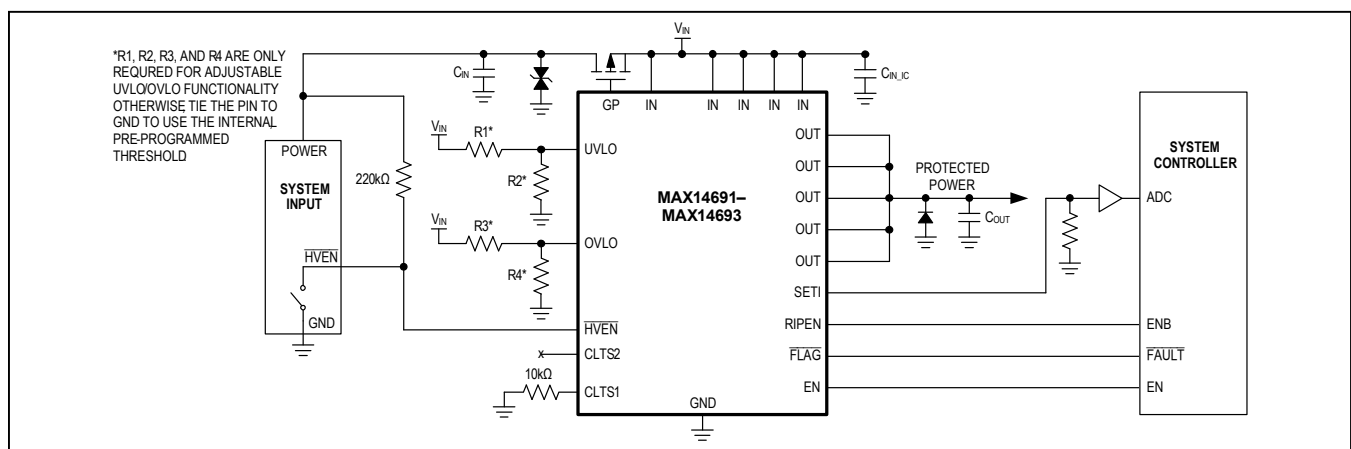 *R1, R2, R3, AND R4 ARE ONLY
REQURED FOR ADJUSTABLE
UVLO/OVLO FUNCTIONALITY
OTHERWISE, TIE THE PIN TO
GND TO USE THE INTERNAL
PRE-PROGRAMMED
THRESHOLD.
POWER
SYSTEM
INPUT
HVEN
GND
220kΩ
CIN
VIN
CIN_IC
GP
IN
IN
IN
IN
IN
VIN
R1*
R2*
UVLO
VIN
R3*
R4*
OVLO
HVEN
CLTS2
x
10kΩ
CLTS1
MAX14691–
MAX14693
GND
OUT
OUT
OUT
OUT
OUT
SETI
RIPEN
FLAG
EN
PROTECTED
POWER
COUT
SYSTEM
CONTROLLER
ADC
ENB
FAULT
EN